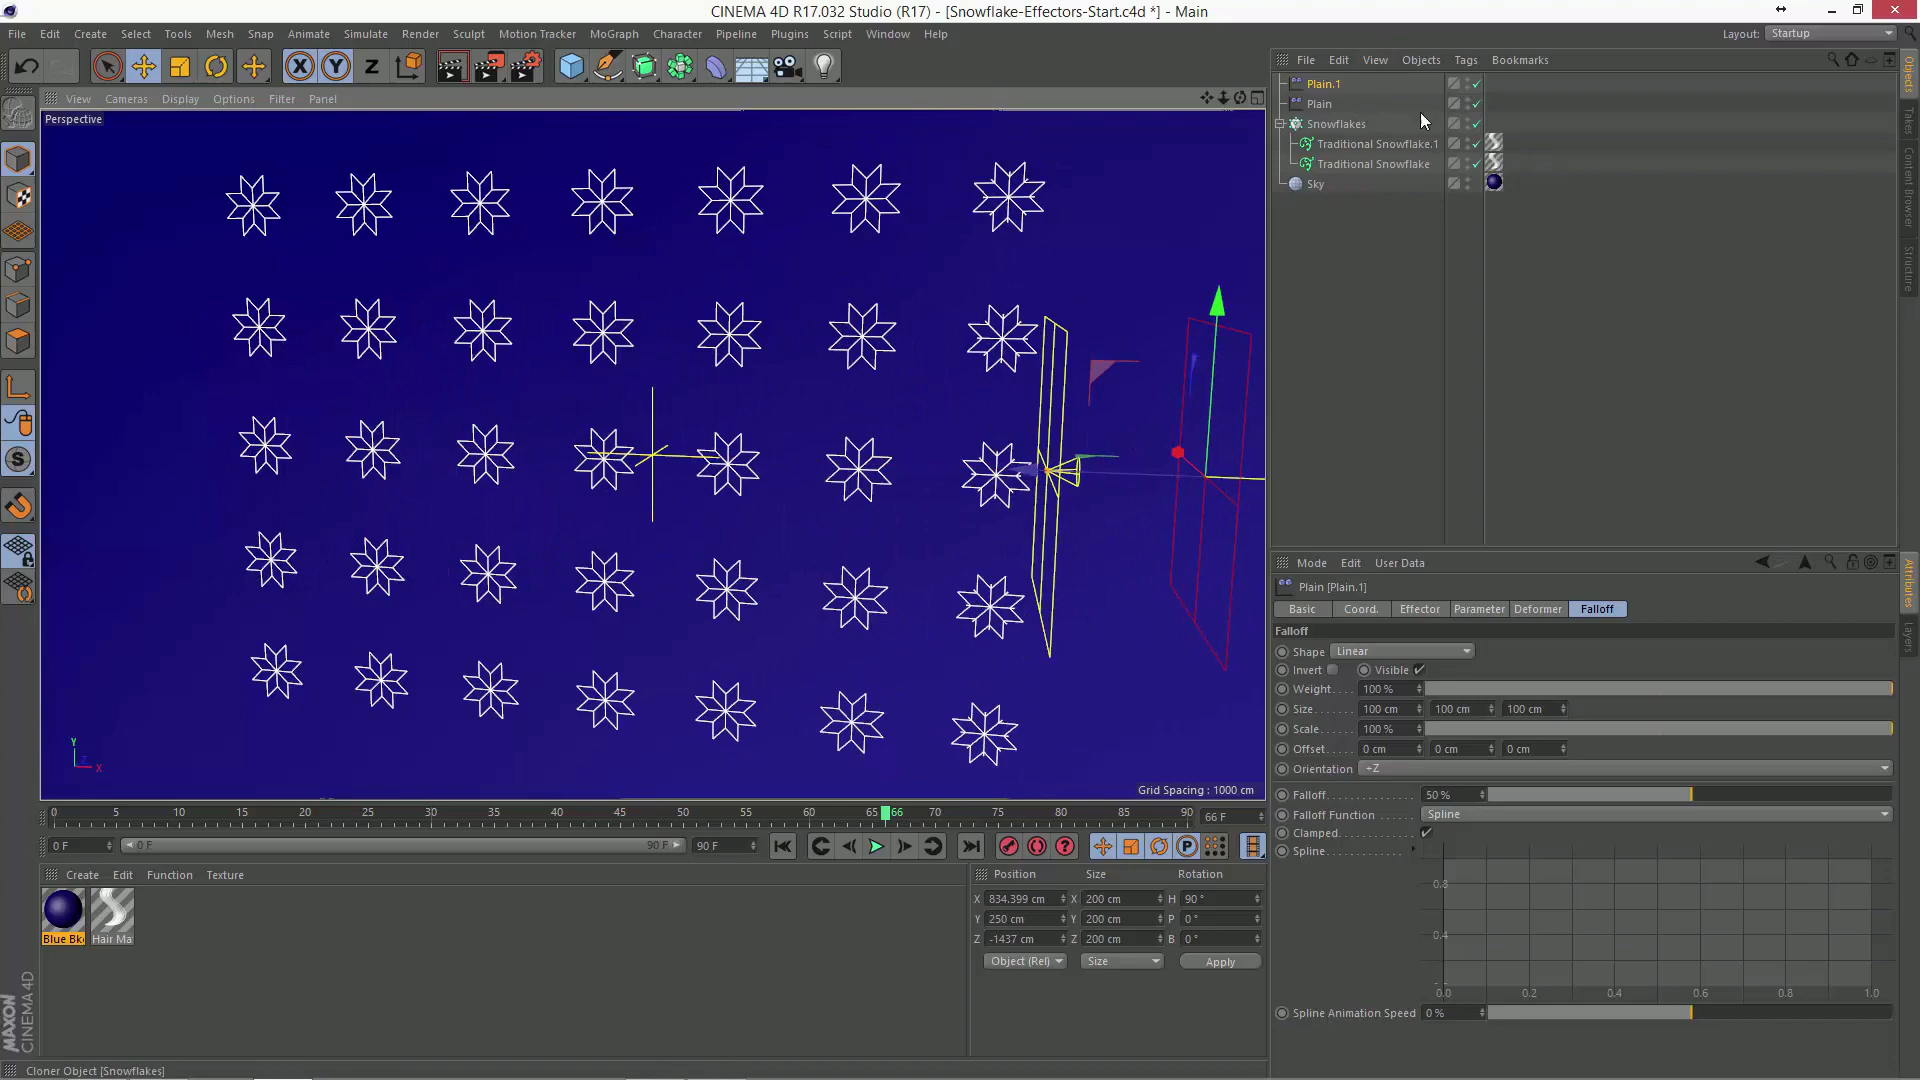 CINEMA 4D R17.032 Studio (R17) - [Snowflake-Effectors-Start.c4d *] - Main
File Edit Create Select Tools Mesh Snap Animate Simulate Render Sculpt Motion Tracker MoGraph Character Pipeline Plugins Script Window Help
Layout: Startup
X Y Z
File Edit View Objects Tags Bookmarks
Plain.1
Plain
Snowflakes
Traditional Snowflake.1
Traditional Snowflake
Sky
Objects
Takes
Content Browser
Structure
View Cameras Display Options Filter Panel
Perspective
Y
Z
X
Grid Spacing : 1000 cm
Mode Edit User Data
Plain [Plain.1]
Basic Coord. Effector Parameter Deformer Falloff
Falloff
Shape Linear
Invert Visible
Weight. . . . 100 %
Size. . . . . . 100 cm 100 cm 100 cm
Scale. . . . . 100 %
Offset. . . . 0 cm 0 cm 0 cm
Orientation +Z
Falloff. . . . . . . . . . . . . . . 50 %
Falloff Function . . . . . Spline
Clamped. . . . . . . . . . . .
Spline. . . . . . . . . . . . . . .
0.8
0.4
0.0 0.2 0.4 0.6 0.8 1.0
Spline Animation Speed 0 %
Attributes
Layers
0 5 10 15 20 25 30 35 40 45 50 55 60 65 66 70 75 80 85 90
66 F
0 F 0 F 90 F 90 F
P
Create Edit Function Texture
Blue Bk
Hair Ma
Position Size Rotation
X 834.399 cm X 200 cm H 90 °
Y 250 cm Y 200 cm P 0 °
Z -1437 cm Z 200 cm B 0 °
Object (Rel) Size Apply
MAXON
CINEMA 4D
Cloner Object [Snowflakes]